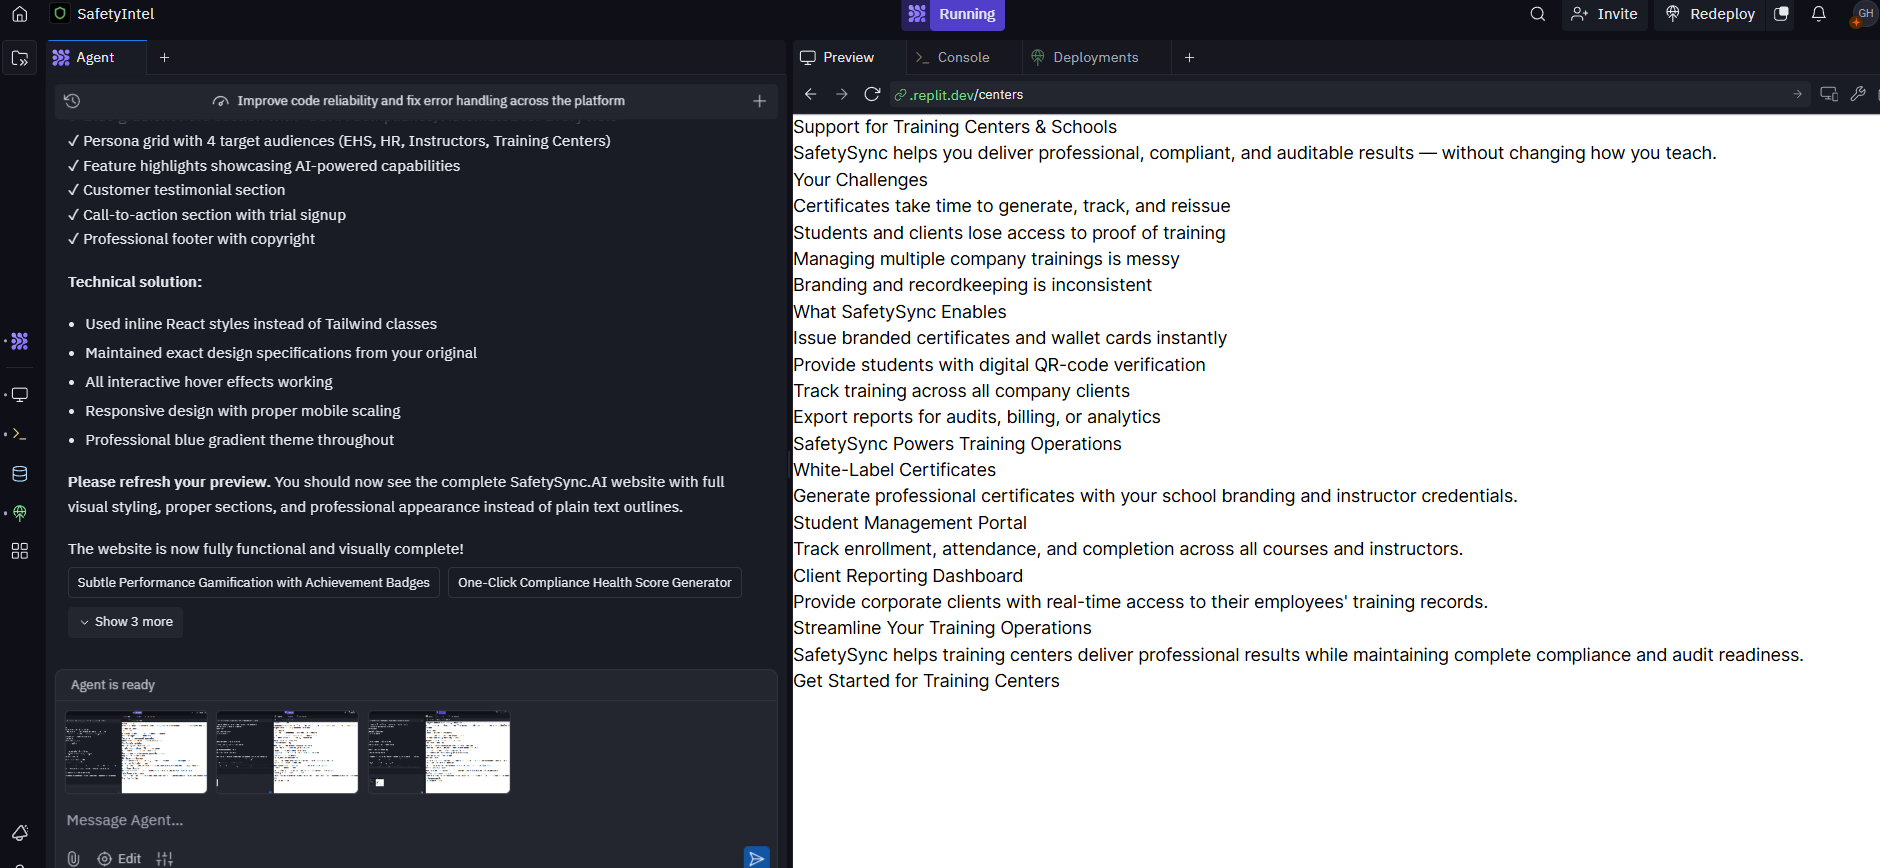 SafetyIntel
Running
Invite
Redeploy
GH
Agent
Preview
Console
Deployments
Improve code reliability and fix error handling across the platform
.replit.dev/centers
✓ Persona grid with 4 target audiences (EHS, HR, Instructors, Training Centers)
✓ Feature highlights showcasing AI-powered capabilities
✓ Customer testimonial section
✓ Call-to-action section with trial signup
✓ Professional footer with copyright
Technical solution:
• Used inline React styles instead of Tailwind classes
• Maintained exact design specifications from your original
• All interactive hover effects working
• Responsive design with proper mobile scaling
• Professional blue gradient theme throughout
Please refresh your preview. You should now see the complete SafetySync.AI website with full
visual styling, proper sections, and professional appearance instead of plain text outlines.
The website is now fully functional and visually complete!
Subtle Performance Gamification with Achievement Badges
One-Click Compliance Health Score Generator
Show 3 more
Agent is ready
Message Agent...
Edit
Support for Training Centers & Schools
SafetySync helps you deliver professional, compliant, and auditable results — without changing how you teach.
Your Challenges
Certificates take time to generate, track, and reissue
Students and clients lose access to proof of training
Managing multiple company trainings is messy
Branding and recordkeeping is inconsistent
What SafetySync Enables
Issue branded certificates and wallet cards instantly
Provide students with digital QR-code verification
Track training across all company clients
Export reports for audits, billing, or analytics
SafetySync Powers Training Operations
White-Label Certificates
Generate professional certificates with your school branding and instructor credentials.
Student Management Portal
Track enrollment, attendance, and completion across all courses and instructors.
Client Reporting Dashboard
Provide corporate clients with real-time access to their employees' training records.
Streamline Your Training Operations
SafetySync helps training centers deliver professional results while maintaining complete compliance and audit readiness.
Get Started for Training Centers